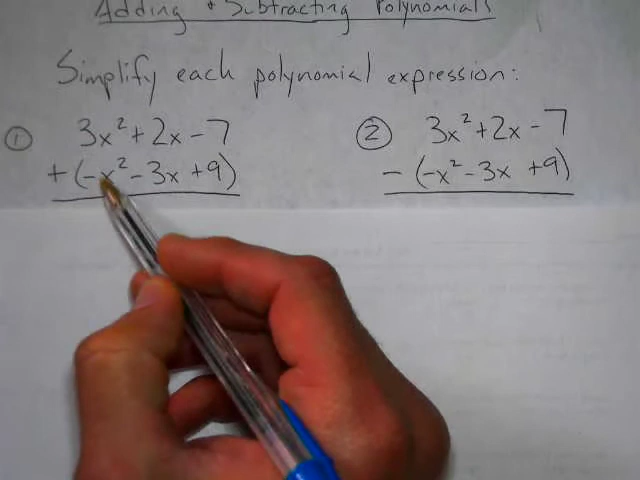 Adding & Subtracting Polynomials
Simplify each polynomial expression:
① 3x²+2x-7
+(-x²-3x+9)
② 3x²+2x-7
-(-x²-3x+9)